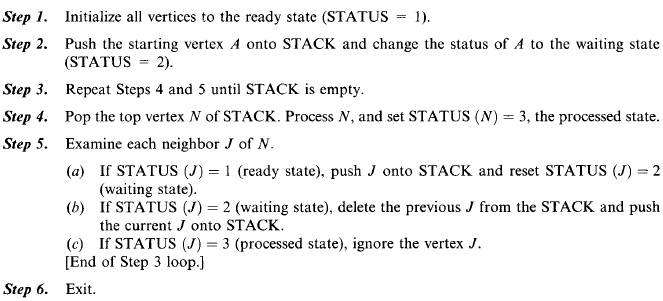 Step 1. Initialize all vertices to the ready state (STATUS = 1).
Step 2. Push the starting vertex A onto STACK and change the status of A to the waiting state
(STATUS = 2).
Step 3. Repeat Steps 4 and 5 until STACK is empty.
Step 4. Pop the top vertex N of STACK. Process N, and set STATUS (N) = 3, the processed state.
Step 5. Examine each neighbor J of N.
(a) If STATUS (J) = 1 (ready state), push J onto STACK and reset STATUS (J) = 2
(waiting state).
(b) If STATUS (J) = 2 (waiting state), delete the previous J from the STACK and push
the current J onto STACK.
(c) If STATUS (J) = 3 (processed state), ignore the vertex J.
[End of Step 3 loop.]
Step 6. Exit.